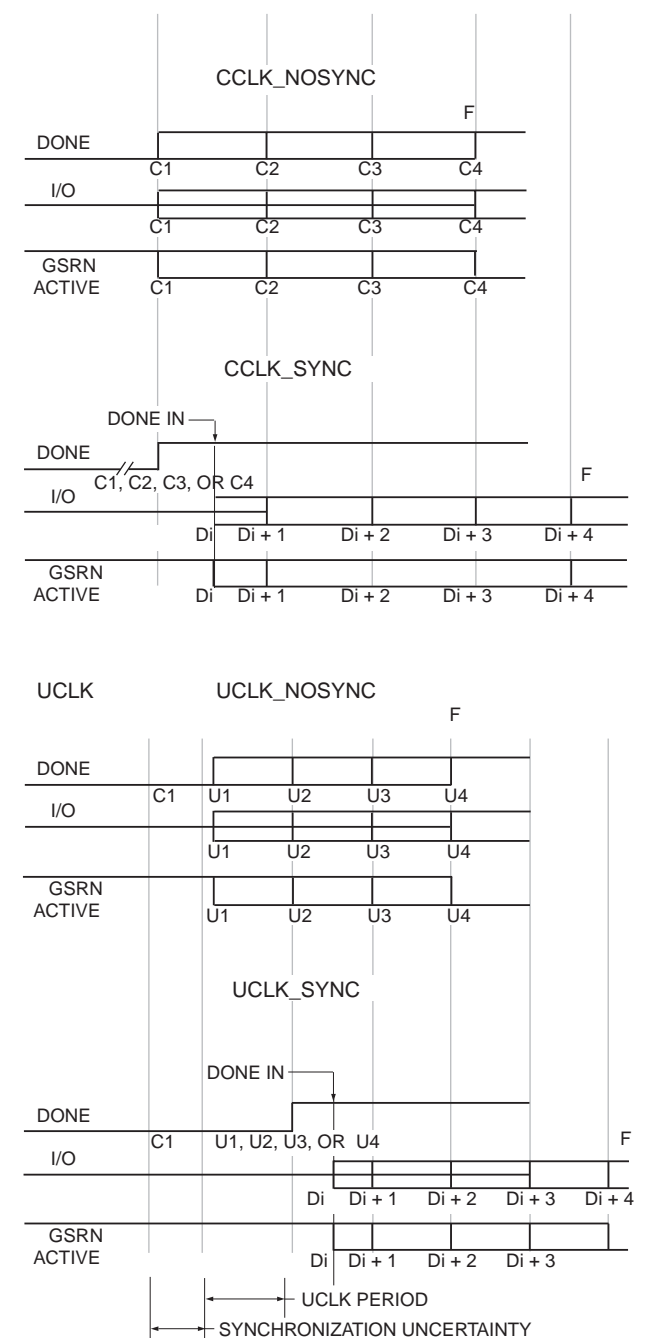 CCLK_NOSYNC
F
DONE
C1 C2 C3 C4
I/O
C1 C2 C3 C4
GSRN
ACTIVE
C1 C2 C3 C4
CCLK_SYNC
DONE IN
DONE
C1, C2, C3, OR C4
F
I/O
Di Di + 1 Di + 2 Di + 3 Di + 4
GSRN
ACTIVE
Di Di + 1 Di + 2 Di + 3 Di + 4
UCLK UCLK_NOSYNC
F
DONE
C1 U1 U2 U3 U4
I/O
U1 U2 U3 U4
GSRN
ACTIVE
U1 U2 U3 U4
UCLK_SYNC
DONE IN
DONE
C1 U1, U2, U3, OR U4 F
I/O
Di Di + 1 Di + 2 Di + 3 Di + 4
GSRN
ACTIVE
Di Di + 1 Di + 2 Di + 3
UCLK PERIOD
SYNCHRONIZATION UNCERTAINTY